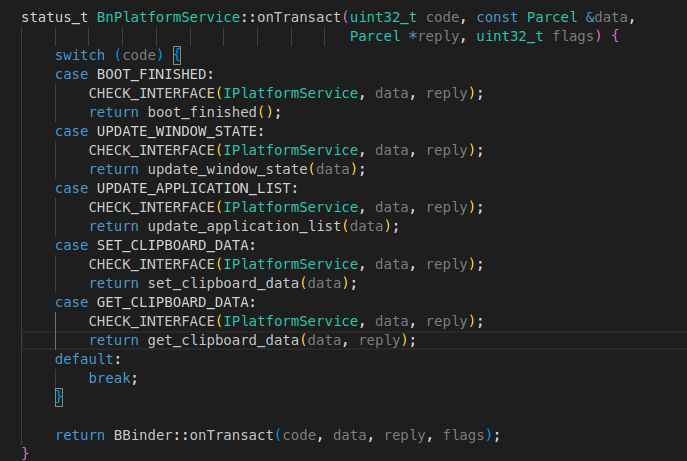 status_t BnPlatformService::onTransact(uint32_t code, const Parcel &data,
                                       Parcel *reply, uint32_t flags) {
    switch (code) {
    case BOOT_FINISHED:
        CHECK_INTERFACE(IPlatformService, data, reply);
        return boot_finished();
    case UPDATE_WINDOW_STATE:
        CHECK_INTERFACE(IPlatformService, data, reply);
        return update_window_state(data);
    case UPDATE_APPLICATION_LIST:
        CHECK_INTERFACE(IPlatformService, data, reply);
        return update_application_list(data);
    case SET_CLIPBOARD_DATA:
        CHECK_INTERFACE(IPlatformService, data, reply);
        return set_clipboard_data(data);
    case GET_CLIPBOARD_DATA:
        CHECK_INTERFACE(IPlatformService, data, reply);
        return get_clipboard_data(data, reply);
    default:
        break;
    }

    return BBinder::onTransact(code, data, reply, flags);
}